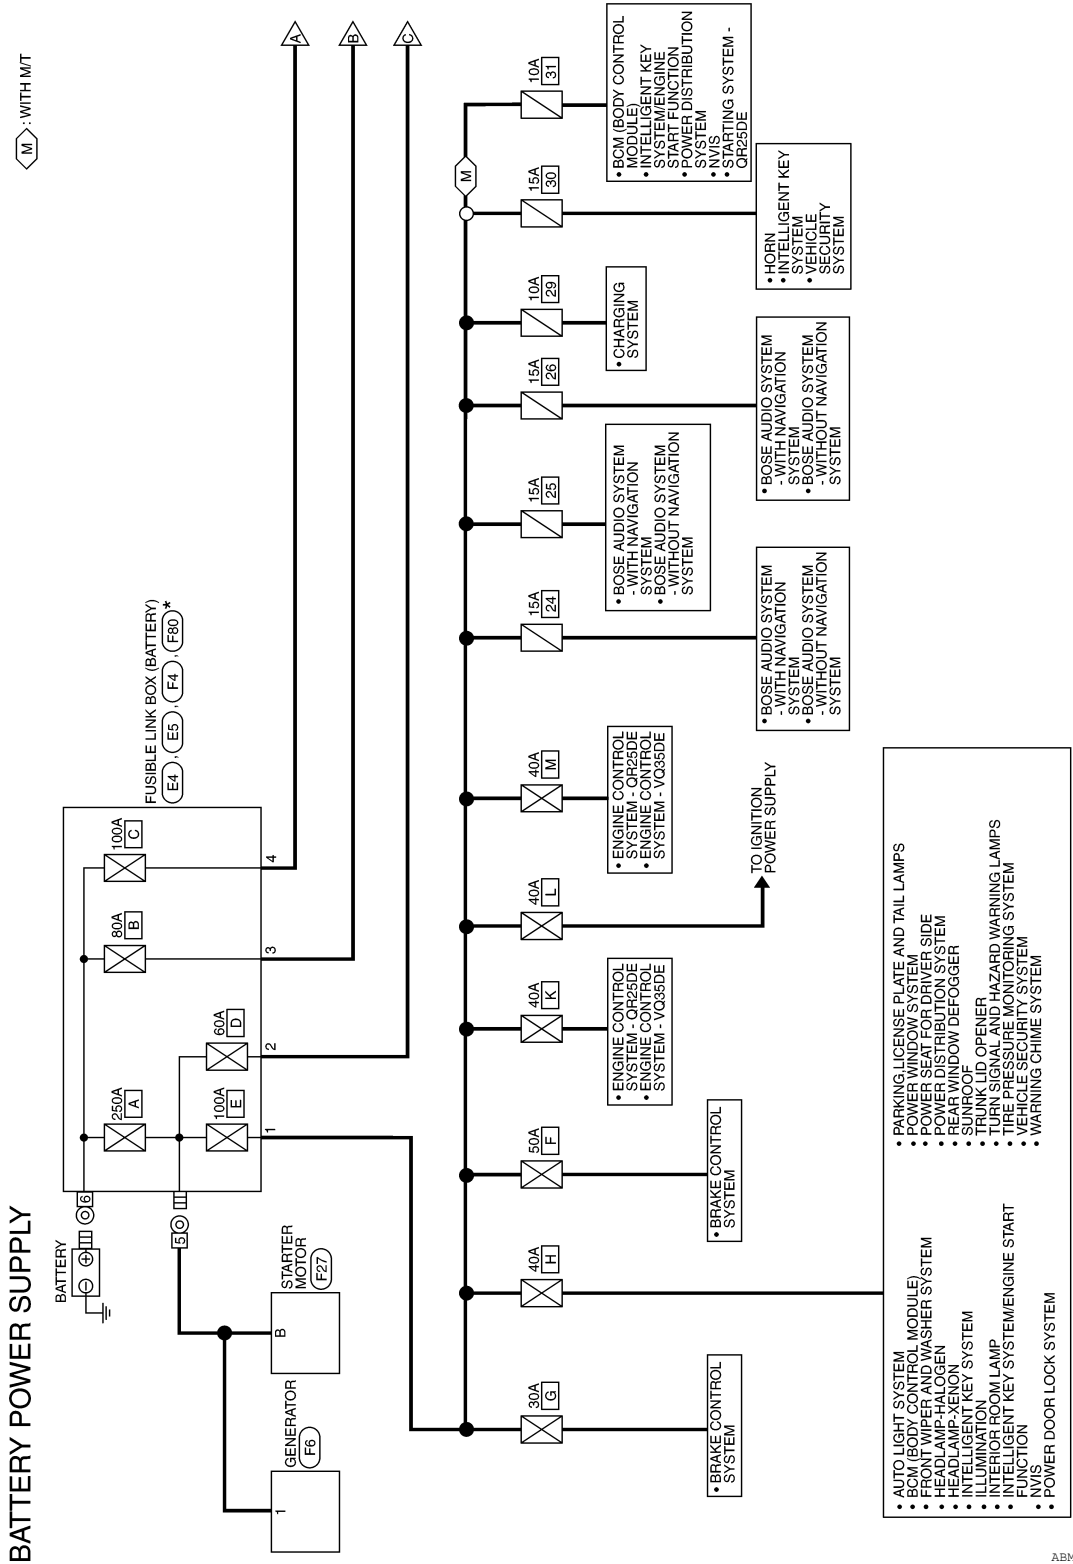 BATTERY POWER SUPPLY
M : WITH M/T
BATTERY
6
5
GENERATOR
F6
1
STARTER
MOTOR
F27
B
FUSIBLE LINK BOX (BATTERY)
E4 , E5 , F4 , F80 *
250A
A
100A
E
60A
D
80A
B
100A
C
1
2
3
4
A
B
C
30A
G
40A
H
50A
F
40A
K
40A
L
40A
M
15A
24
15A
25
15A
26
10A
29
15A
30
M
10A
31
• BRAKE CONTROL
SYSTEM
• AUTO LIGHT SYSTEM
• BCM (BODY CONTROL MODULE)
• FRONT WIPER AND WASHER SYSTEM
• HEADLAMP-HALOGEN
• HEADLAMP-XENON
• INTELLIGENT KEY SYSTEM
• ILLUMINATION
• INTERIOR ROOM LAMP
• INTELLIGENT KEY SYSTEM/ENGINE START
FUNCTION
• NVIS
• POWER DOOR LOCK SYSTEM
• PARKING,LICENSE PLATE AND TAIL LAMPS
• POWER WINDOW SYSTEM
• POWER SEAT FOR DRIVER SIDE
• POWER DISTRIBUTION SYSTEM
• REAR WINDOW DEFOGGER
• SUNROOF
• TRUNK LID OPENER
• TURN SIGNAL AND HAZARD WARNING LAMPS
• TIRE PRESSURE MONITORING SYSTEM
• VEHICLE SECURITY SYSTEM
• WARNING CHIME SYSTEM
• BRAKE CONTROL
SYSTEM
• ENGINE CONTROL
SYSTEM - QR25DE
• ENGINE CONTROL
SYSTEM - VQ35DE
TO IGNITION
POWER SUPPLY
• ENGINE CONTROL
SYSTEM - QR25DE
• ENGINE CONTROL
SYSTEM - VQ35DE
• BOSE AUDIO SYSTEM
- WITH NAVIGATION
SYSTEM
• BOSE AUDIO SYSTEM
- WITHOUT NAVIGATION
SYSTEM
• BOSE AUDIO SYSTEM
- WITH NAVIGATION
SYSTEM
• BOSE AUDIO SYSTEM
- WITHOUT NAVIGATION
SYSTEM
• BOSE AUDIO SYSTEM
- WITH NAVIGATION
SYSTEM
• BOSE AUDIO SYSTEM
- WITHOUT NAVIGATION
SYSTEM
• CHARGING
SYSTEM
• HORN
• INTELLIGENT KEY
SYSTEM
• VEHICLE
SECURITY
SYSTEM
• BCM (BODY CONTROL
MODULE)
• INTELLIGENT KEY
SYSTEM/ENGINE
START FUNCTION
• POWER DISTRIBUTION
SYSTEM
• NVIS
• STARTING SYSTEM -
QR25DE